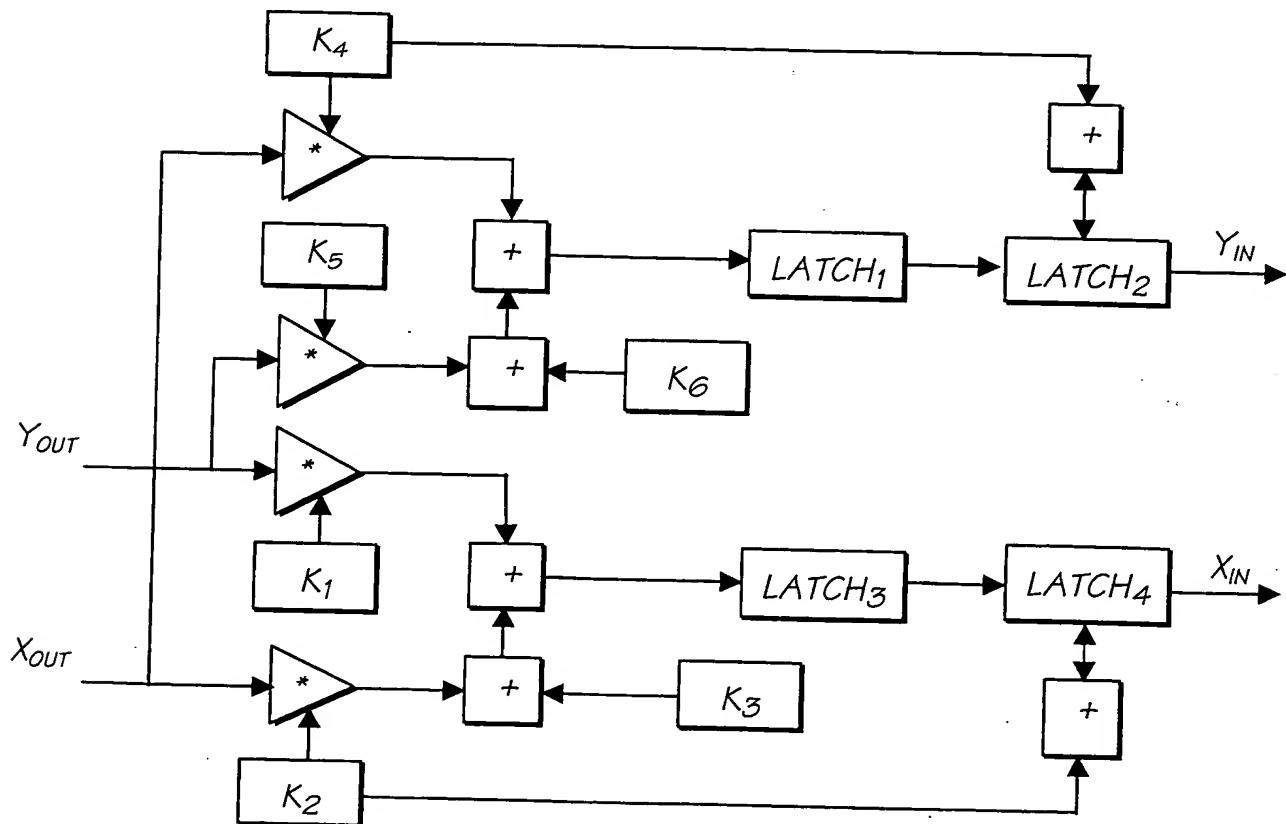 K4
*
+
K5
+
LATCH1
LATCH2
YIN
*
+
K6
YOUT
*
K1
+
LATCH3
LATCH4
XIN
XOUT
*
+
K3
+
K2